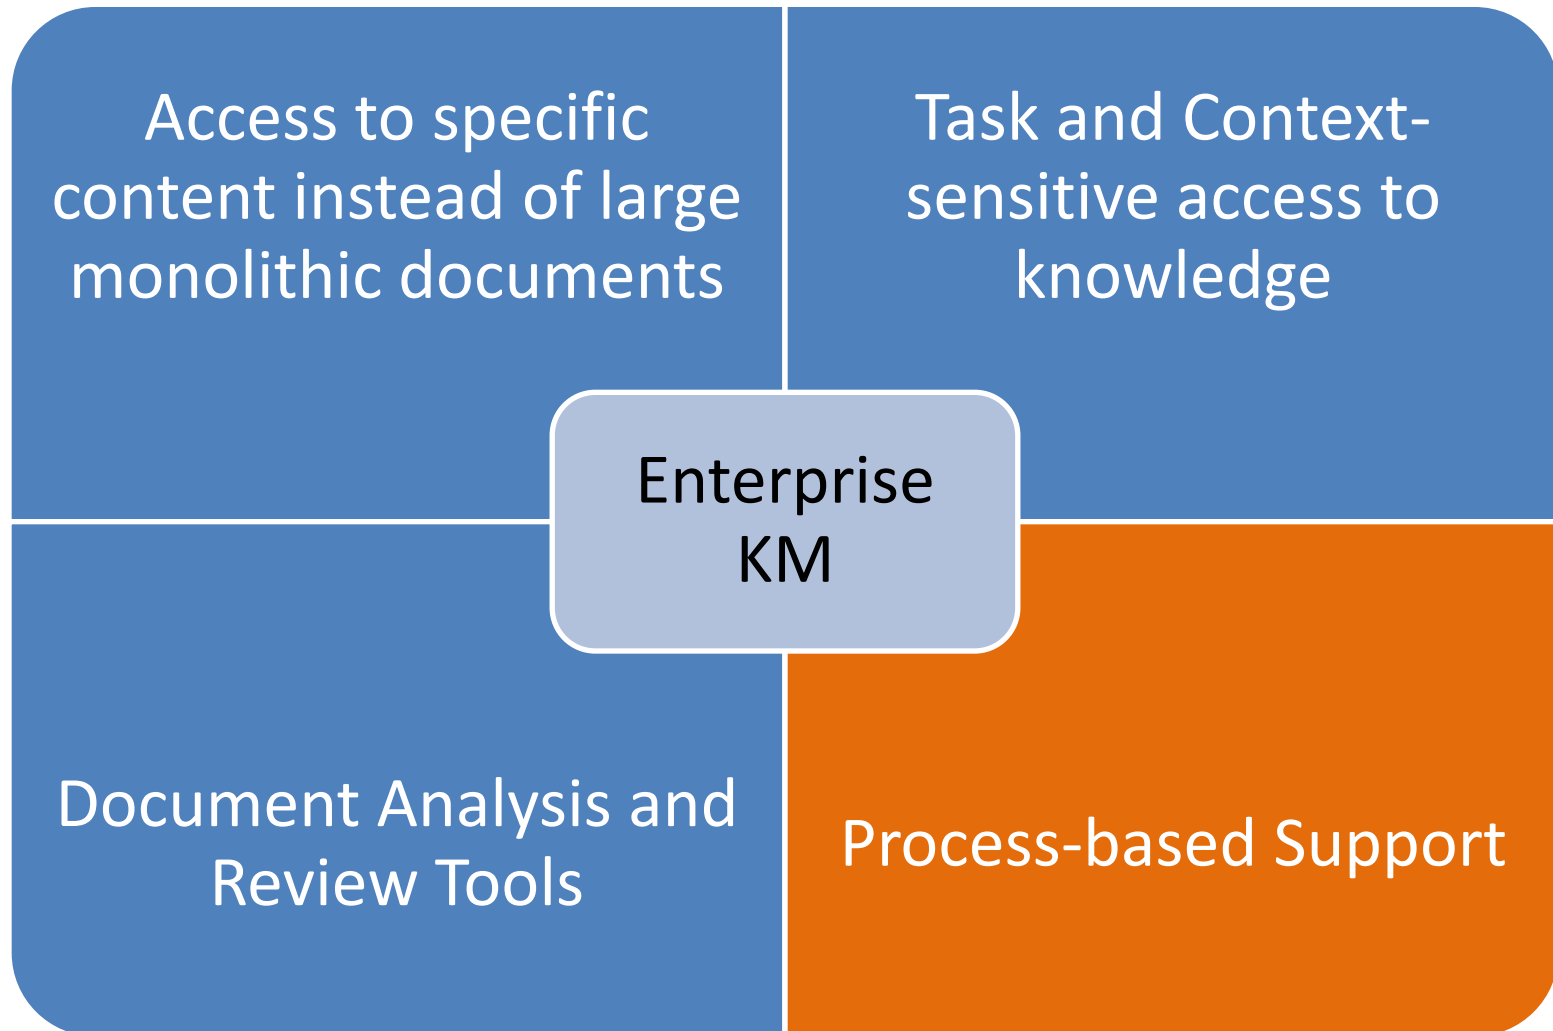 Access to specific
content instead of large
monolithic documents
Task and Context-
sensitive access to
knowledge
Enterprise
KM
Document Analysis and
Review Tools
Process-based Support